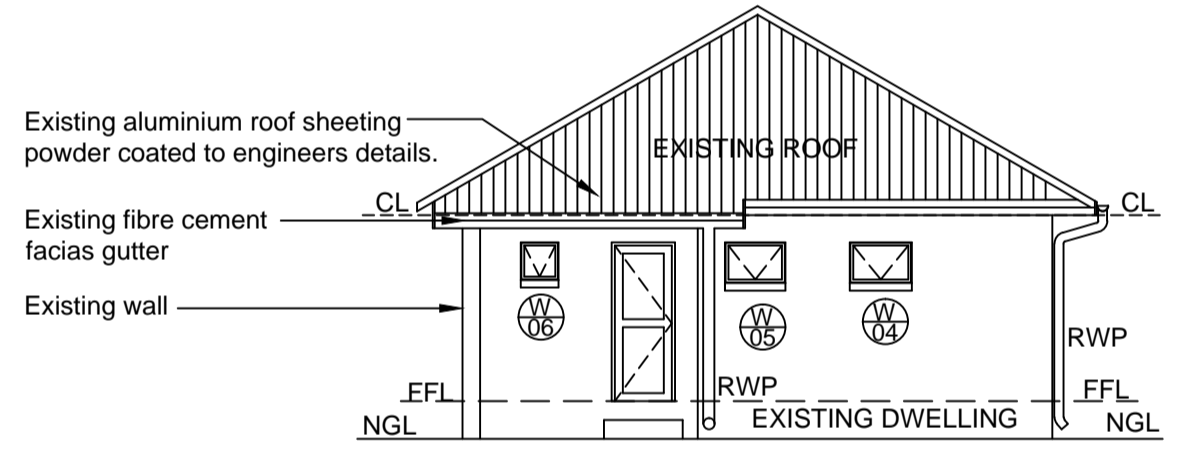 Existing aluminium roof sheeting
powder coated to engineers details.
EXISTING ROOF
CL
CL
Existing fibre cement
facias gutter
Existing wall
W
06
W
05
W
04
RWP
RWP
FFL
FFL
EXISTING DWELLING
NGL
NGL